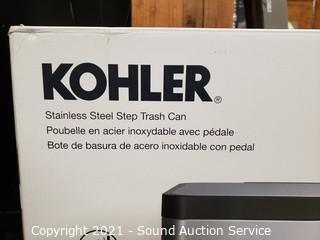 KOHLER®
Stainless Steel Step Trash Can
Poubelle en acier inoxydable avec pédale
Bote de basura de acero inoxidable con pedal
Copyright 2021 - Sound Auction Service